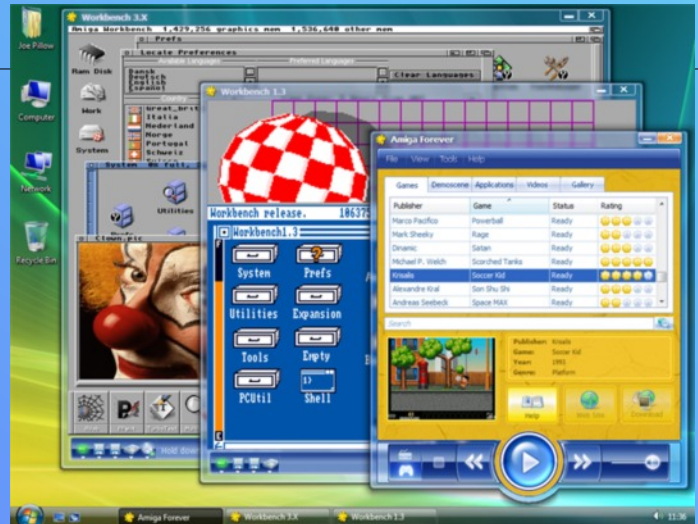 Workbench 3.X
Joe Pillow
Amiga Workbench 1,429,256 graphics mem 1,536,640 other mem
Prefs
Locale Preferences
Available Languages
Preferred Languages
Dansk
Deutsch
English
Español
Clear Languages
Ram Disk
Country
Italia
Nederland
Norge
Portugal
Schweiz
Work
System
Computer
Network
Recycle Bin
Utilities
Clown.pic
Hold down
Workbench 1.3
Workbench release.
Workbench1.3
System
Prefs
Utilities
Expansion
Tools
Empty
PCUtil
Shell
Amiga Forever
File View Tools Help
Games Demoscene Applications Videos Gallery
Publisher Game Status Rating
Marco Pacifico Powerball Ready
Mark Sheeky Rage Ready
Dinamic Satan Ready
Michael P. Welch Scorched Tanks Ready
Krisalis Soccer Kid Ready
Alexandre Kral Son Shu Shi Ready
Andreas Seebeck Space MAX Ready
Search
Publisher: Krisalis
Game: Soccer Kid
Year: 1993
Genre: Platform
Help
Web Site
Download
Amiga Forever
Workbench 3.X
Workbench 1.3
11:36